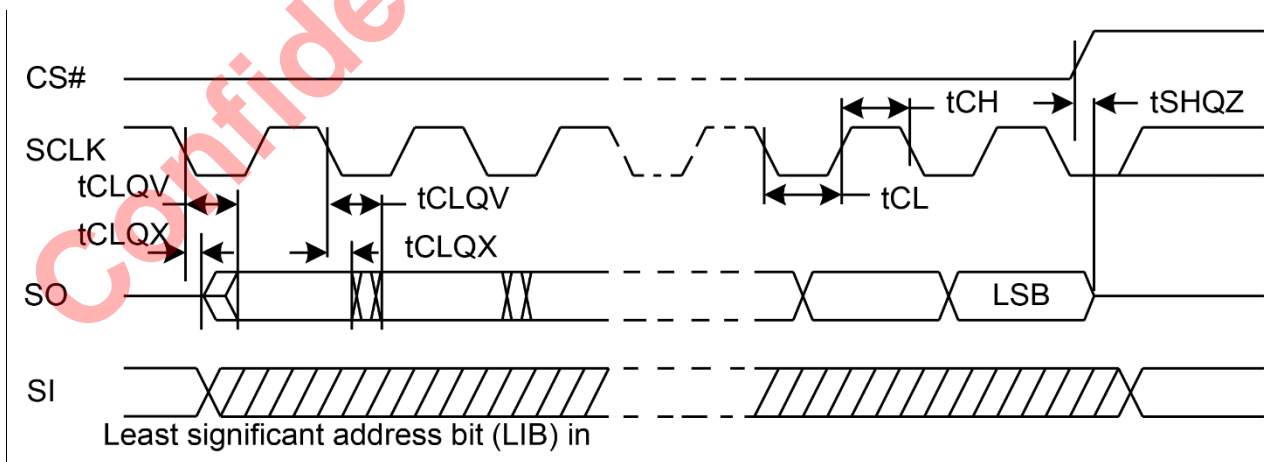 Confide
CS#
tCH
tSHQZ
SCLK
tCLQV
tCLQV
tCL
tCLQX
tCLQX
SO
LSB
SI
Least significant address bit (LIB) in